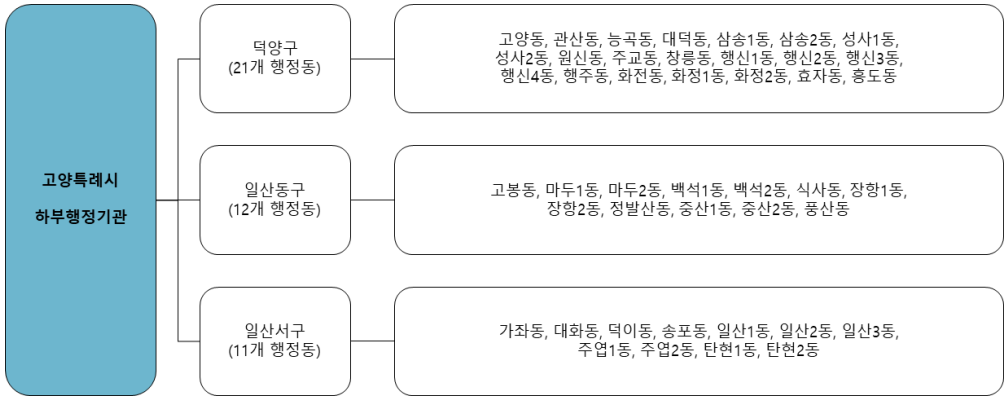 고양특례시
하부행정기관
덕양구
(21개 행정동)
고양동, 관산동, 능곡동, 대덕동, 삼송1동, 삼송2동, 성사1동,
성사2동, 원신동, 주교동, 창릉동, 행신1동, 행신2동, 행신3동,
행신4동, 행주동, 화전동, 화정1동, 화정2동, 효자동, 흥도동
일산동구
(12개 행정동)
고봉동, 마두1동, 마두2동, 백석1동, 백석2동, 식사동, 장항1동,
장항2동, 정발산동, 중산1동, 중산2동, 풍산동
일산서구
(11개 행정동)
가좌동, 대화동, 덕이동, 송포동, 일산1동, 일산2동, 일산3동,
주엽1동, 주엽2동, 탄현1동, 탄현2동